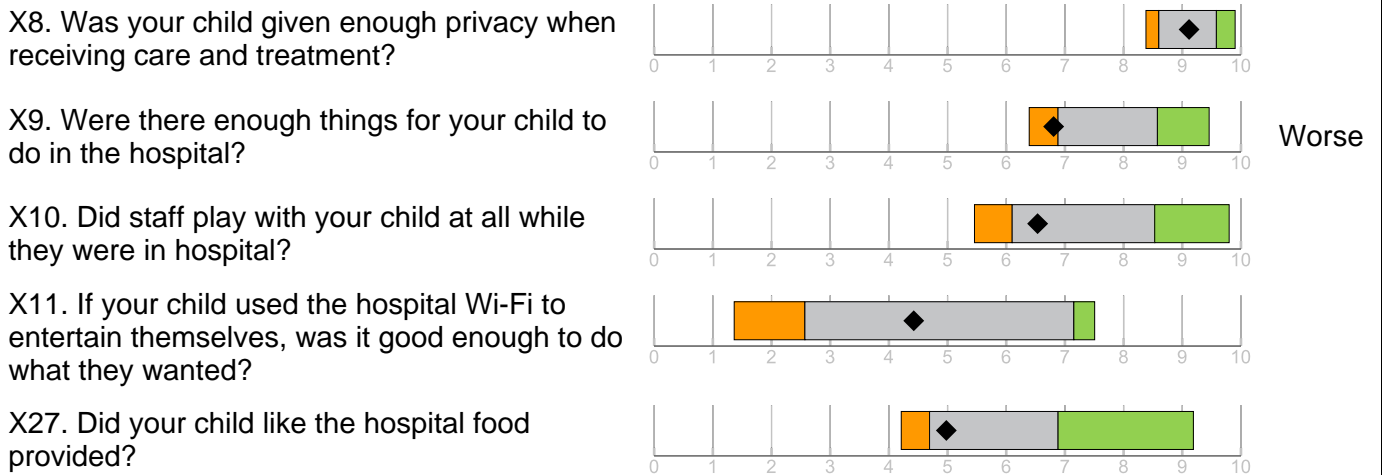 X8. Was your child given enough privacy when
receiving care and treatment?
0 1 2 3 4 5 6 7 8 9 10
X9. Were there enough things for your child to
do in the hospital?
Worse
0 1 2 3 4 5 6 7 8 9 10
X10. Did staff play with your child at all while
they were in hospital?
0 1 2 3 4 5 6 7 8 9 10
X11. If your child used the hospital Wi-Fi to
entertain themselves, was it good enough to do
what they wanted?
0 1 2 3 4 5 6 7 8 9 10
X27. Did your child like the hospital food
provided?
0 1 2 3 4 5 6 7 8 9 10